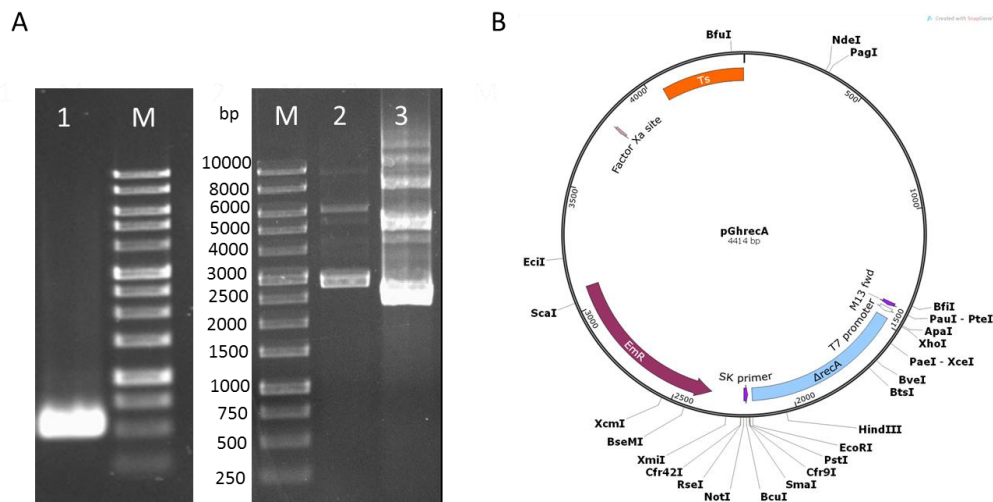 A
1 M
bp
M 2 3
10000
8000
6000
5000
4000
3000
2500
2000
1500
1000
750
500
250
B
Created with SnapGene
BfuI
NdeI
PagI
Ts
4000
500
Factor Xa site
3500
1000
pGhrecA
4414 bp
EciI
ScaI
3000
EmR
M13 fwd
T7 promoter
BfiI
PauI - PteI
1500
ApaI
XhoI
PaeI - XceI
BveI
BtsI
ΔrecA
SK primer
2500
2000
XcmI
BseMI
XmiI
Cfr42I
RseI
NotI
BcuI
SmaI
Cfr9I
PstI
EcoRI
HindIII